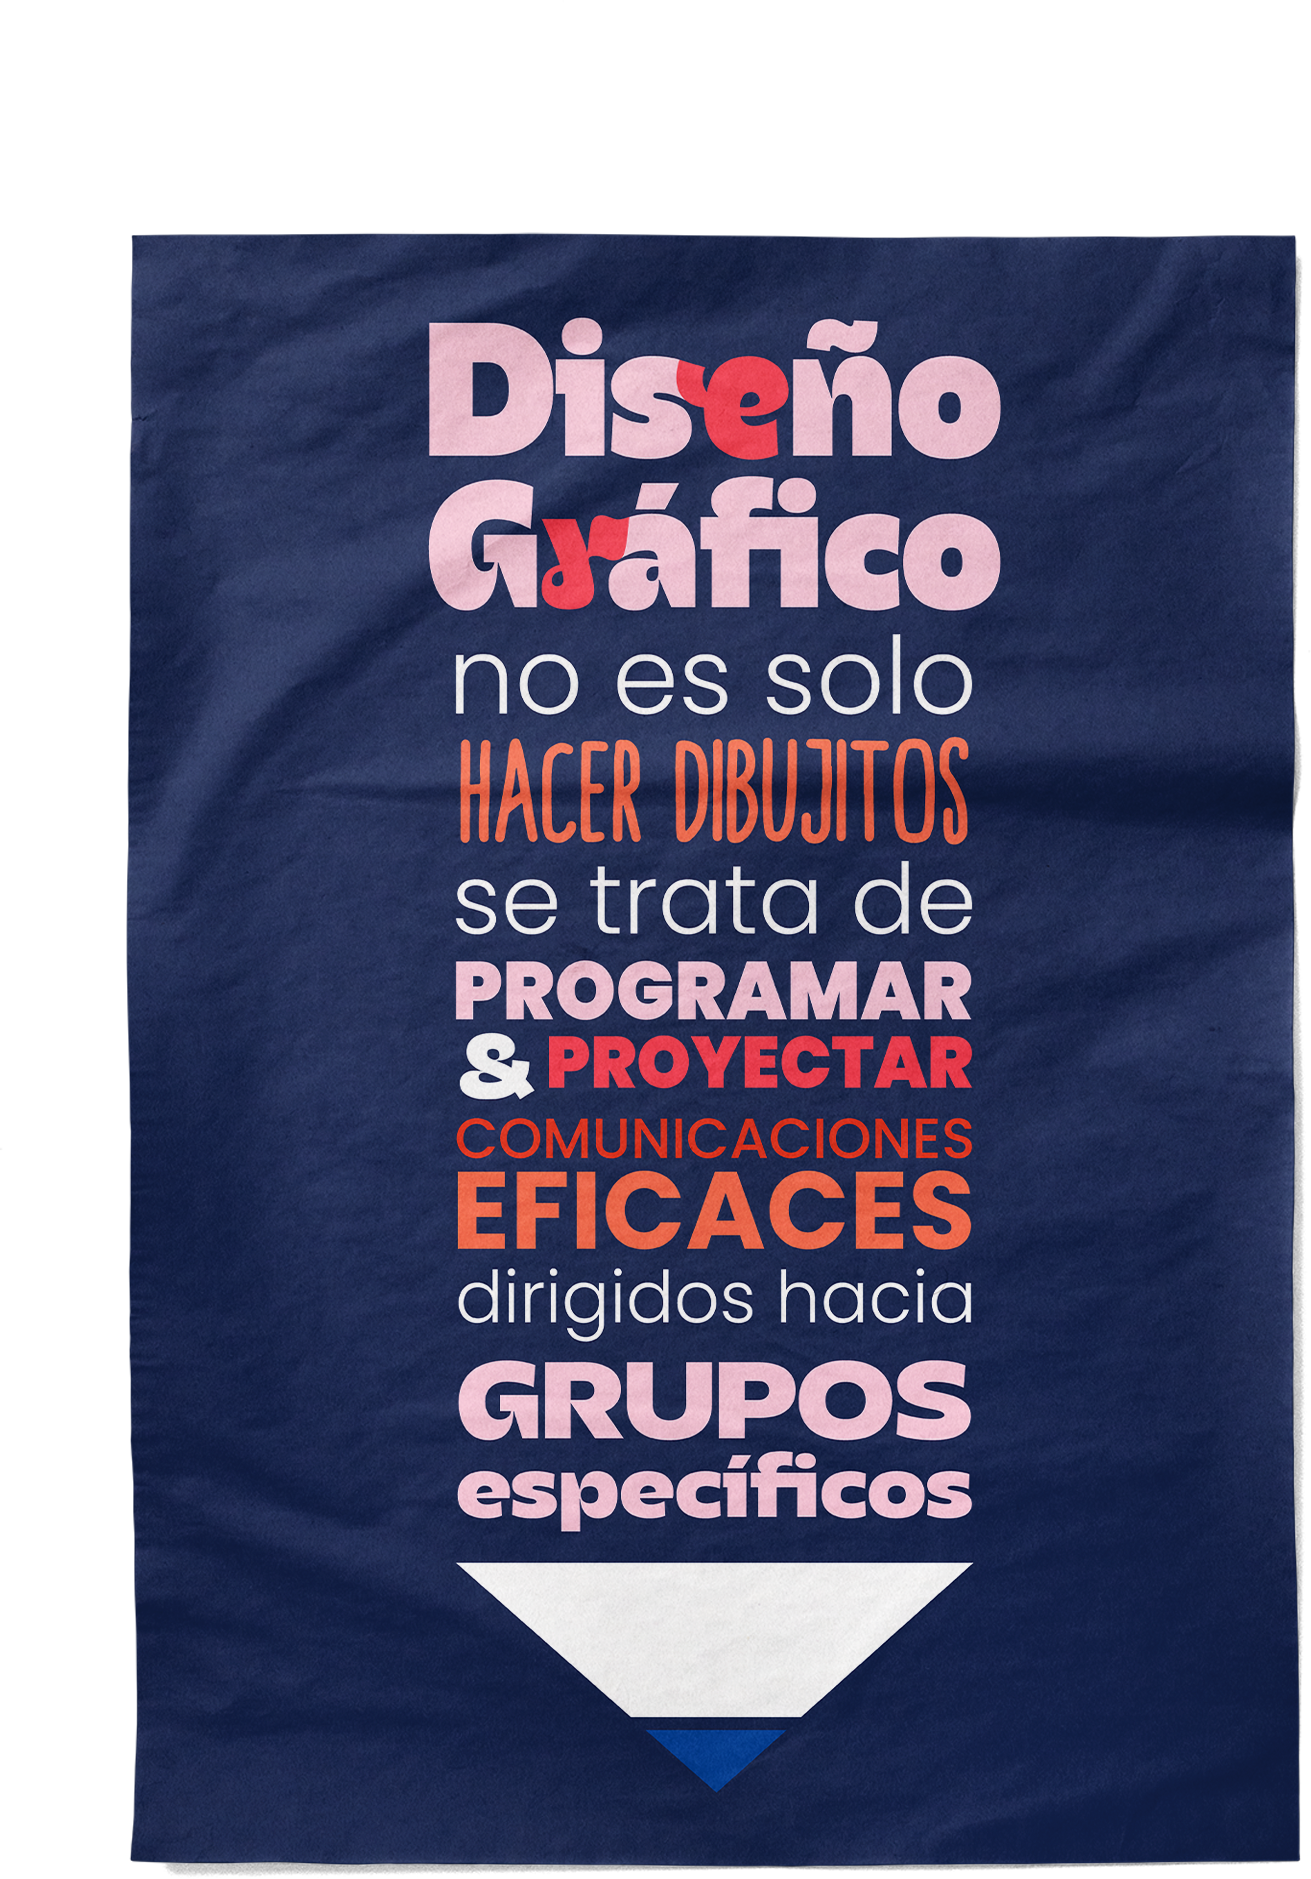 Diseño
Gráfico
no es solo
HACER DIBUJITOS
se trata de
PROGRAMAR
& PROYECTAR
COMUNICACIONES
EFICACES
dirigidos hacia
GRUPOS
específicos